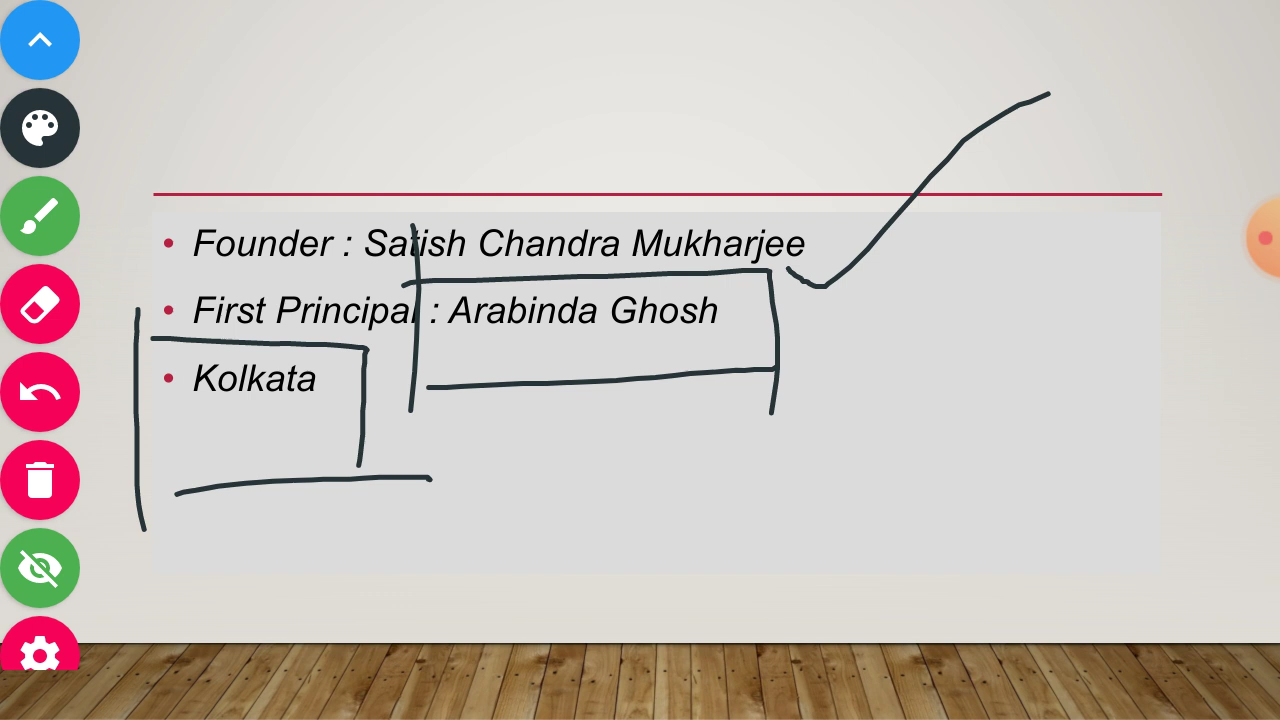 Founder : Satish Chandra Mukharjee
First Principal : Arabinda Ghosh
Kolkata